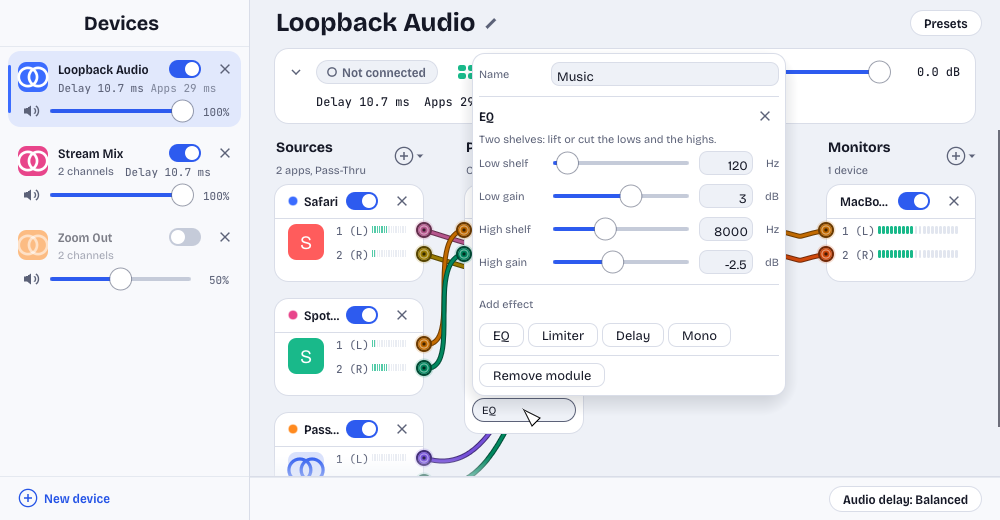 Devices
Loopback Audio
Delay 10.7 ms Apps 29 ms
100%
Stream Mix
2 channels Delay 10.7 ms
100%
Zoom Out
2 channels
50%
New device
Loopback Audio
Presets
Not connected
0.0 dB
Delay 10.7 ms Apps 29
Sources
2 apps, Pass-Thru
Safari
S
1 (L)
2 (R)
Spot...
S
1 (L)
2 (R)
Pass...
1 (L)
Name
Music
EQ
Two shelves: lift or cut the lows and the highs.
Low shelf
120
Hz
Low gain
3
dB
High shelf
8000
Hz
High gain
-2.5
dB
Add effect
EQ
Limiter
Delay
Mono
Remove module
EQ
Monitors
1 device
MacBo...
1 (L)
2 (R)
Audio delay: Balanced